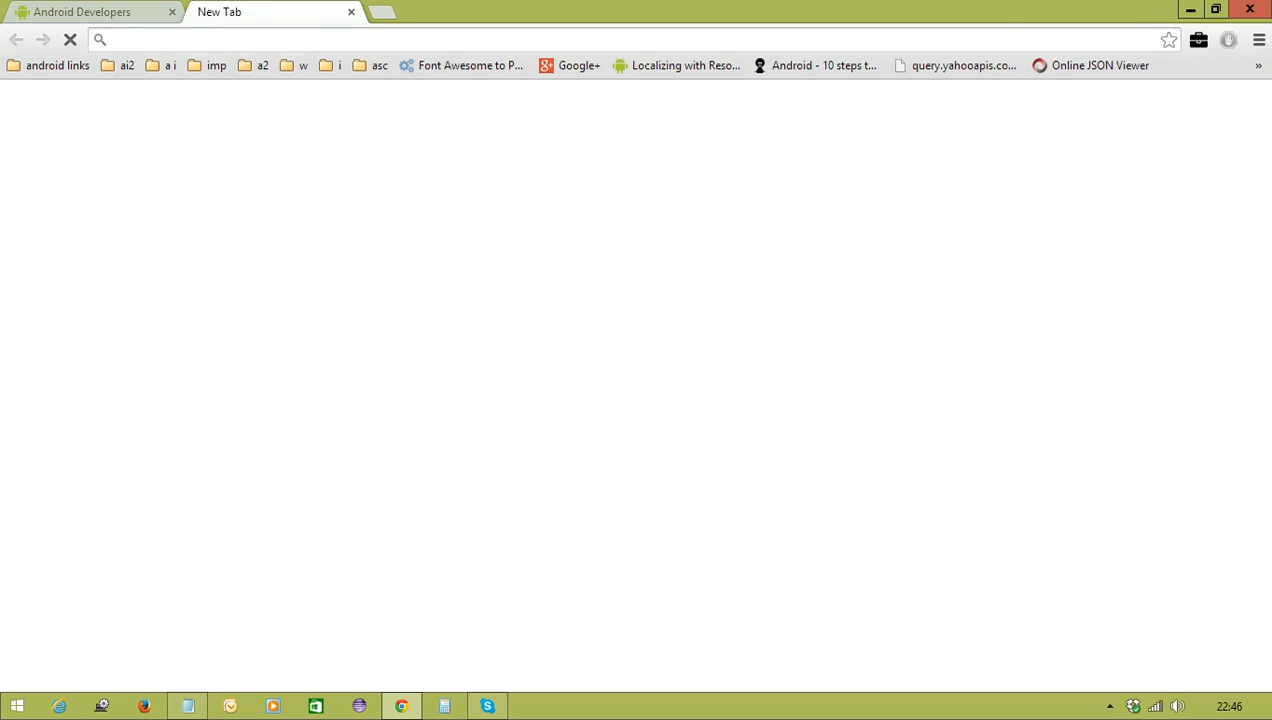 Android Developers
New Tab
android links ai2 a i imp a2 w i asc Font Awesome to P... Google+ Localizing with Reso... Android - 10 steps t... query.yahooapis.co... Online JSON Viewer »
22:46